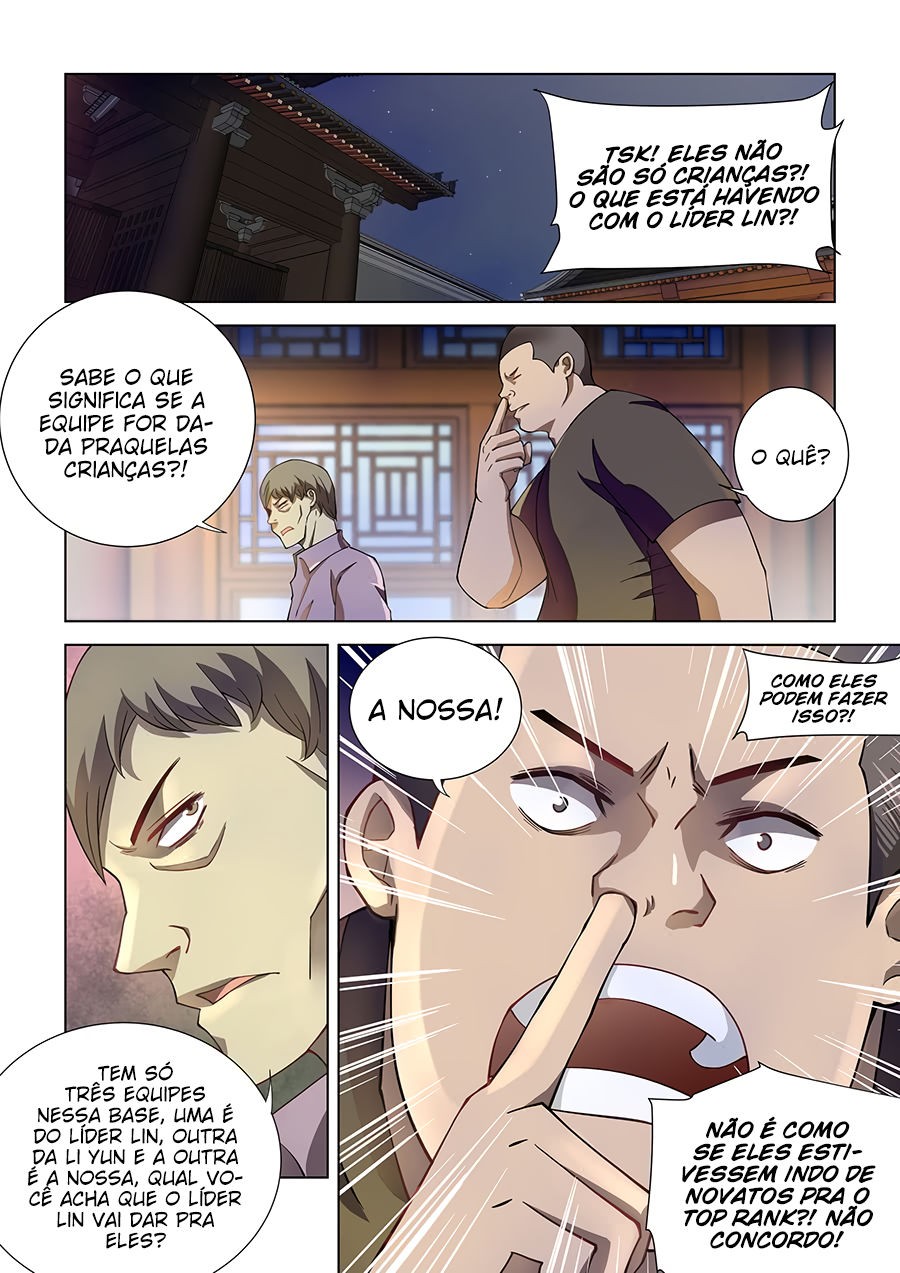 TSK! ELES NÃO
SÃO SÓ CRIANÇAS?!
O QUE ESTÁ HAVENDO
COM O LÍDER LIN?!
SABE O QUE
SIGNIFICA SE A
EQUIPE FOR DA-
DA PRAQUELAS
CRIANÇAS?!
O QUÊ?
TEM SÓ
TRÊS EQUIPES
NESSA BASE, UMA É
DO LÍDER LIN, OUTRA
DA LI YUN E A OUTRA
É A NOSSA, QUAL VO-
CÊ ACHA QUE O LÍDER
LIN VAI DAR PRA
ELES?
A NOSSA!
COMO ELES
PODEM FAZER
ISSO?!
NÃO É COMO
SE ELES ESTI-
VESSEM INDO DE
NOVATOS PRA O
TOP RANK?! NÃO
CONCORDO!